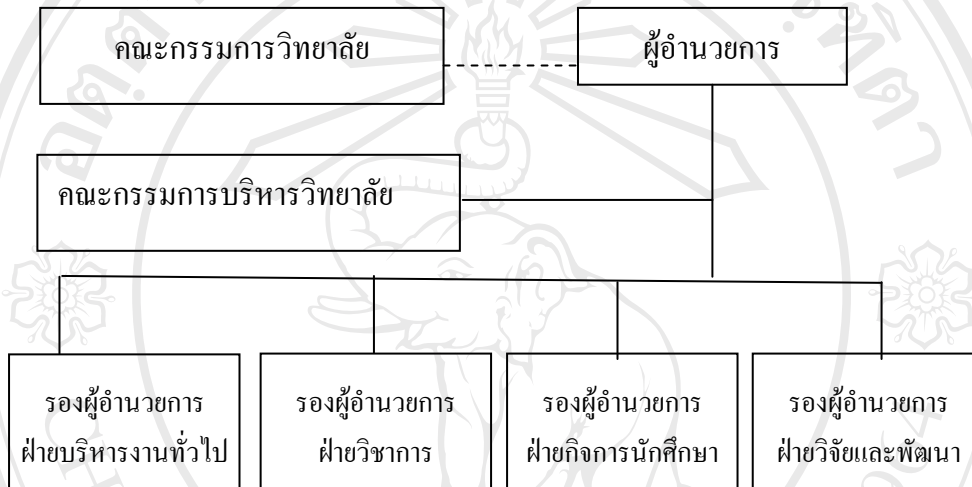 คณะกรรมการวิทยาลัย
ผู้อำนวยการ
คณะกรรมการบริหารวิทยาลัย
รองผู้อำนวยการ
ฝ่ายบริหารงานทั่วไป
รองผู้อำนวยการ
ฝ่ายวิชาการ
รองผู้อำนวยการ
ฝ่ายกิจการนักศึกษา
รองผู้อำนวยการ
ฝ่ายวิจัยและพัฒนา